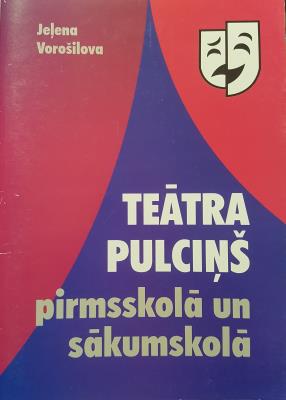 Jeļena
Vorošilova
TEĀTRA
PULCIŅŠ
pirmsskolā un
sākumskolā